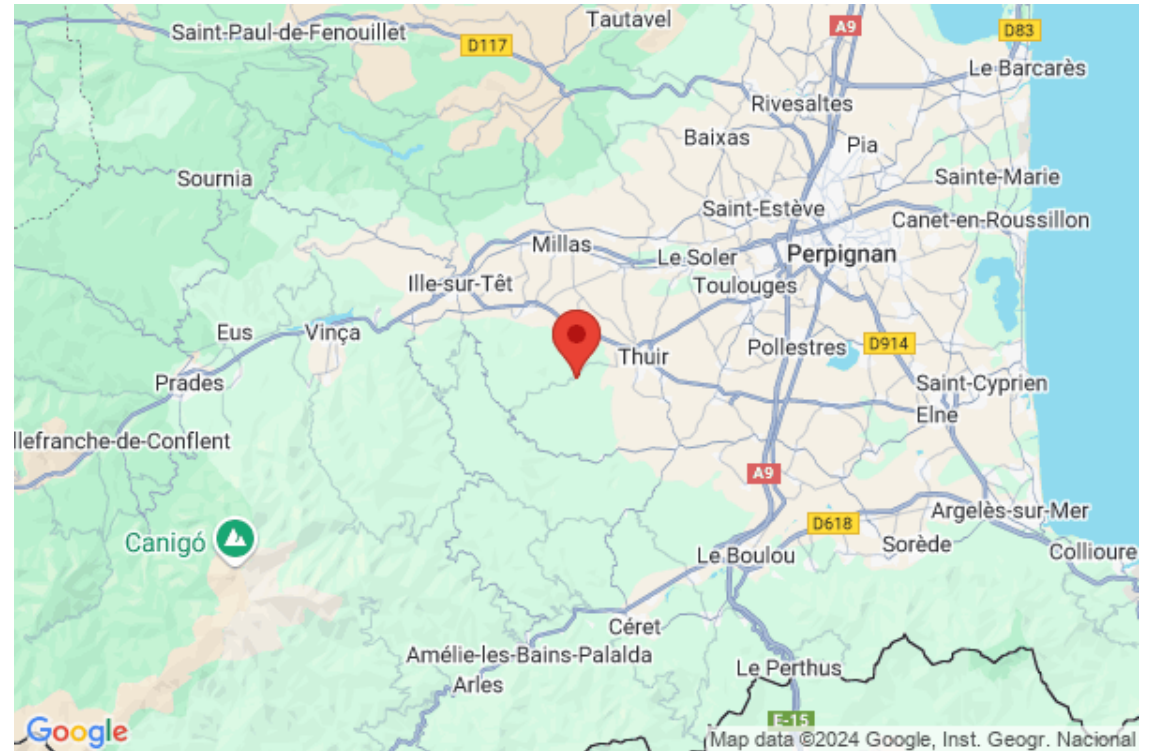 Tautavel
A9
D83
Saint-Paul-de-Fenouillet
D117
Le Barcarès
Rivesaltes
Baixas
Pia
Sournia
Sainte-Marie
Saint-Estève
Canet-en-Roussillon
Millas
Le Soler
Perpignan
Ille-sur-Têt
Toulouges
Eus
Vinça
Thuir
Pollestres
D914
Prades
Saint-Cyprien
Elne
llefranche-de-Conflent
A9
Argelès-sur-Mer
D618
Canigó
Le Boulou
Sorède
Collioure
Céret
Amélie-les-Bains-Palalda
Le Perthus
Arles
E-15
Google
Map data ©2024 Google, Inst. Geogr. Nacional